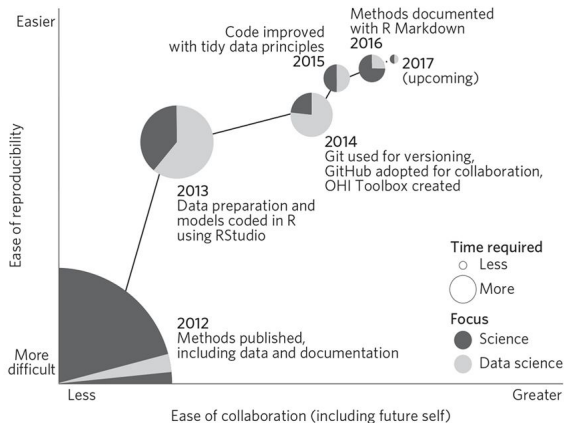 Easier
Ease of reproducibility
More
difficult
Code improved
with tidy data principles
2015
Methods documented
with R Markdown
2016
2017
(upcoming)
2014
Git used for versioning,
GitHub adopted for collaboration,
OHI Toolbox created
2013
Data preparation and
models coded in R
using RStudio
2012
Methods published,
including data and documentation
Time required
Less
More
Focus
Science
Data science
Less
Greater
Ease of collaboration (including future self)